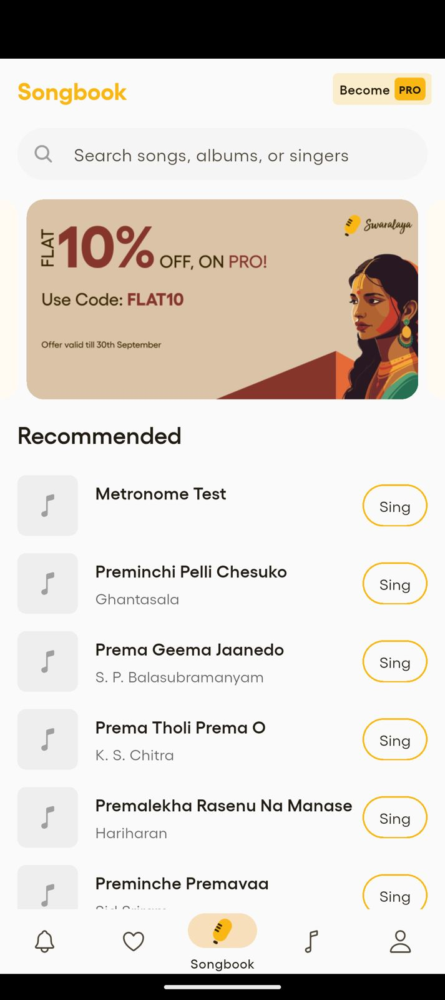 Songbook
Become PRO
Search songs, albums, or singers
Swaralaya
FLAT 10% OFF, ON PRO!
Use Code: FLAT10
Offer valid till 30th September
Recommended
Metronome Test
Sing
Preminchi Pelli Chesuko
Ghantasala
Sing
Prema Geema Jaanedo
S. P. Balasubramanyam
Sing
Prema Tholi Prema O
K. S. Chitra
Sing
Premalekha Rasenu Na Manase
Hariharan
Sing
Preminche Premavaa
Sing
Songbook